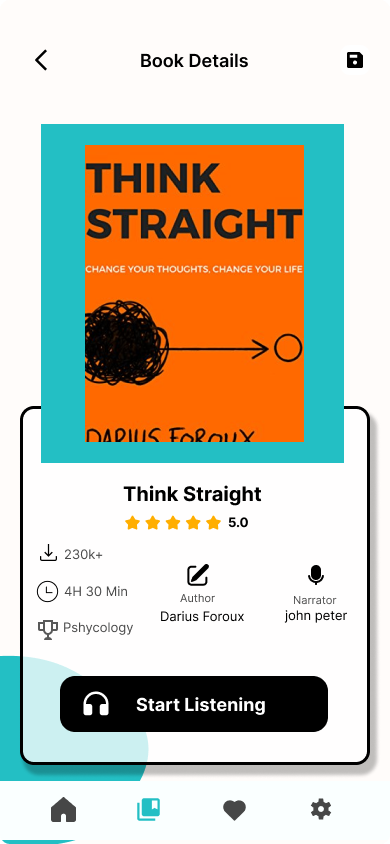 Book Details
THINK
STRAIGHT
CHANGE YOUR THOUGHTS, CHANGE YOUR LIFE
DARIUS FOROUX
Think Straight
5.0
230k+
4H 30 Min
Pshycology
Author
Darius Foroux
Narrator
john peter
Start Listening